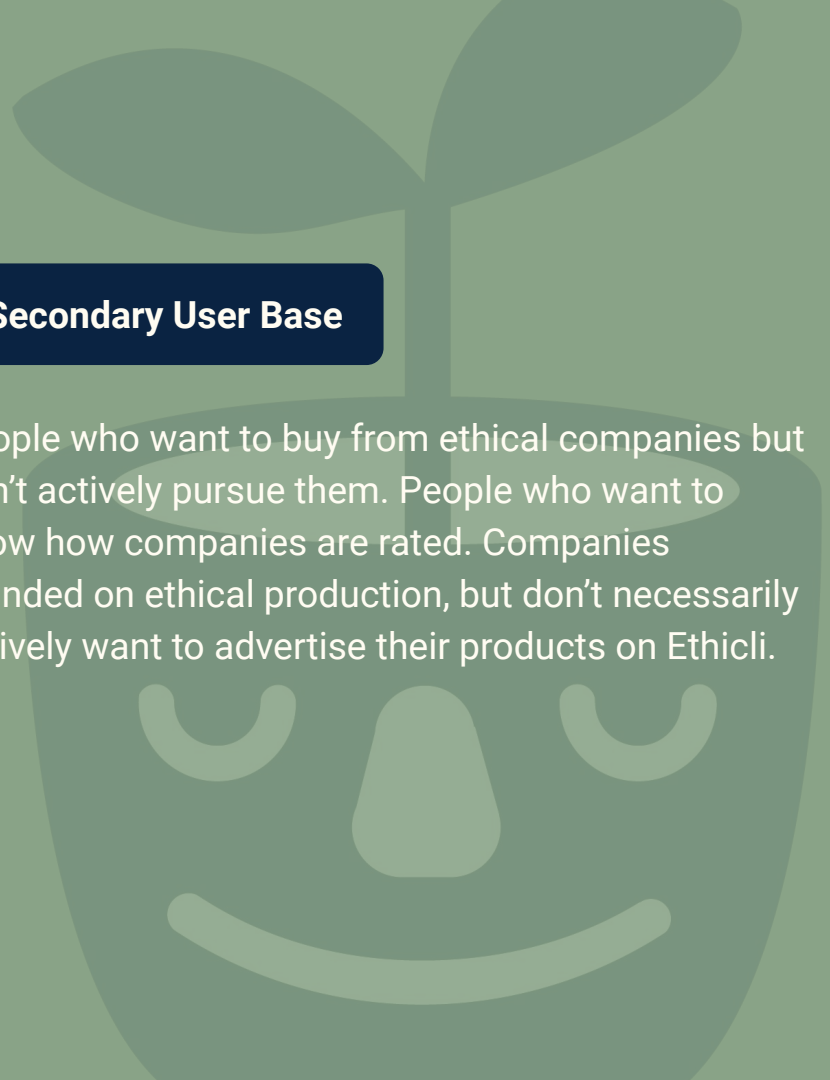 Secondary User Base
ople who want to buy from ethical companies but
n’t actively pursue them. People who want to
ow how companies are rated. Companies
nded on ethical production, but don’t necessarily
ively want to advertise their products on Ethicli.